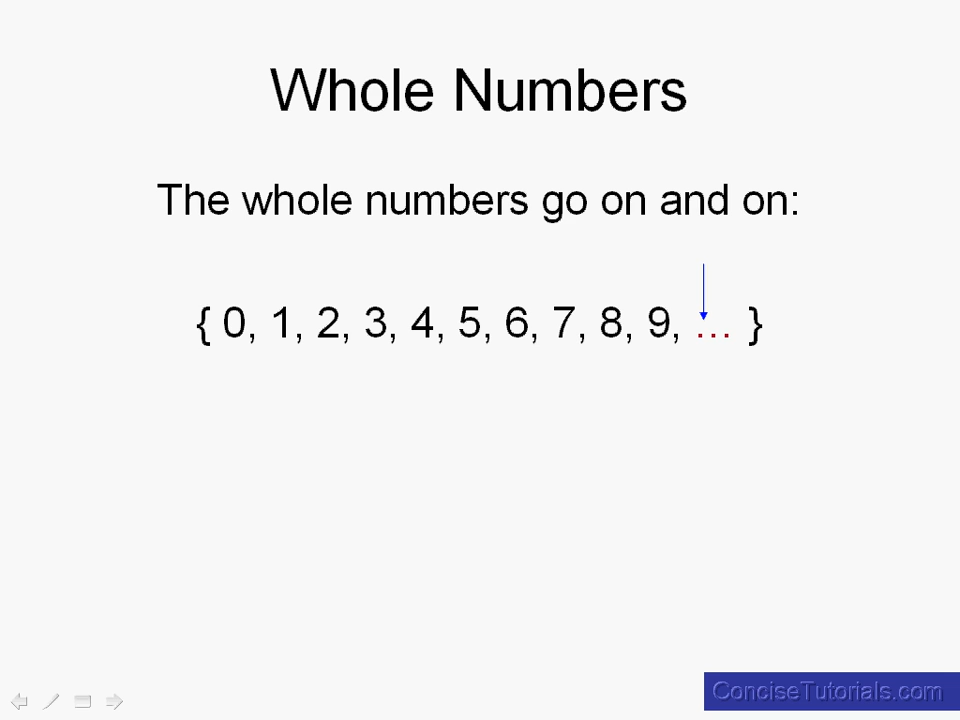 Whole Numbers
The whole numbers go on and on:
{ 0, 1, 2, 3, 4, 5, 6, 7, 8, 9, ... }
ConciseTutorials.com